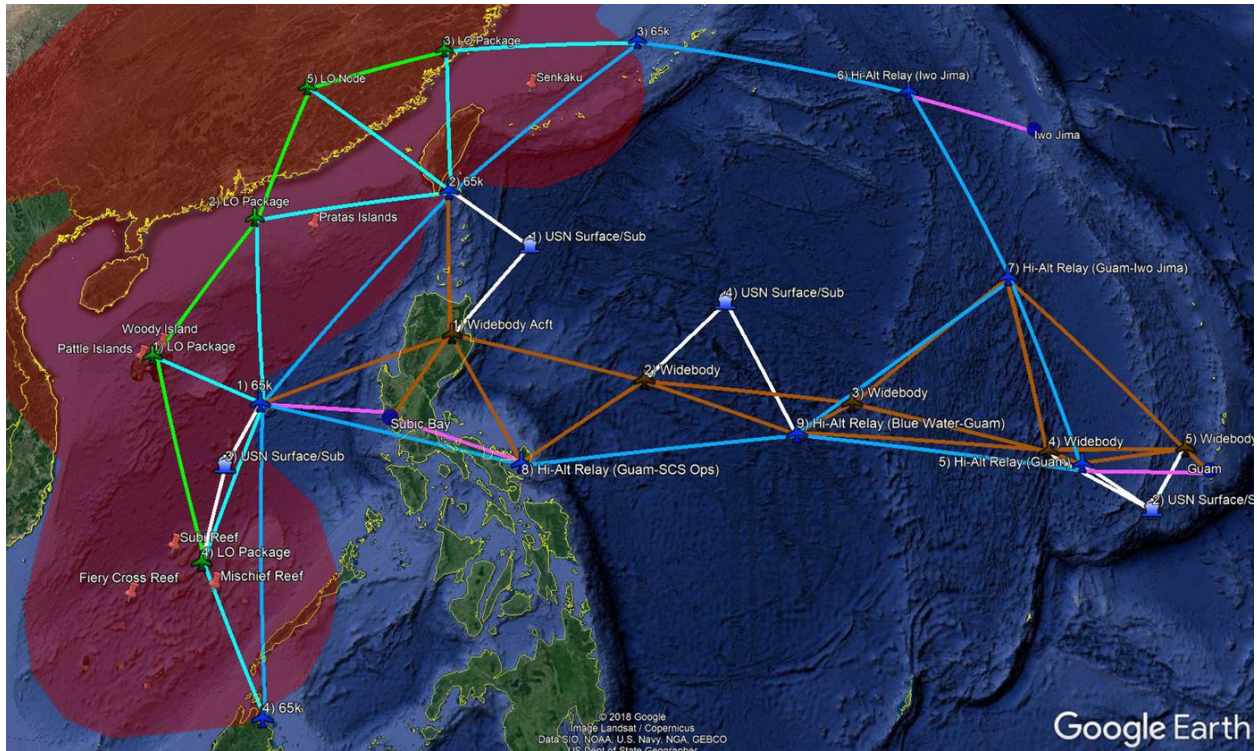 3) LO Package
3) 65k
5) LO Node
Senkaku
6) Hi-Alt Relay (Iwo Jima)
Iwo Jima
2) 65k
2) LO Package
Pratas Islands
1) USN Surface/Sub
7) Hi-Alt Relay (Guam-Iwo Jima)
4) USN Surface/Sub
Woody Island
1) Widebody Acft
Pattle Islands
1) LO Package
2) Widebody
1) 65k
3) Widebody
Subic Bay
9) Hi-Alt Relay (Blue Water-Guam)
4) Widebody
5) Widebody
3) USN Surface/Sub
8) Hi-Alt Relay (Guam-SCS Ops)
5) Hi-Alt Relay (Guam)
Guam
2) USN Surface/S
Subi Reef
4) LO Package
Fiery Cross Reef
Mischief Reef
4) 65k
© 2018 Google
Image Landsat / Copernicus
Data SIO, NOAA, U.S. Navy, NGA, GEBCO
US Dept of State Geographer
Google Earth